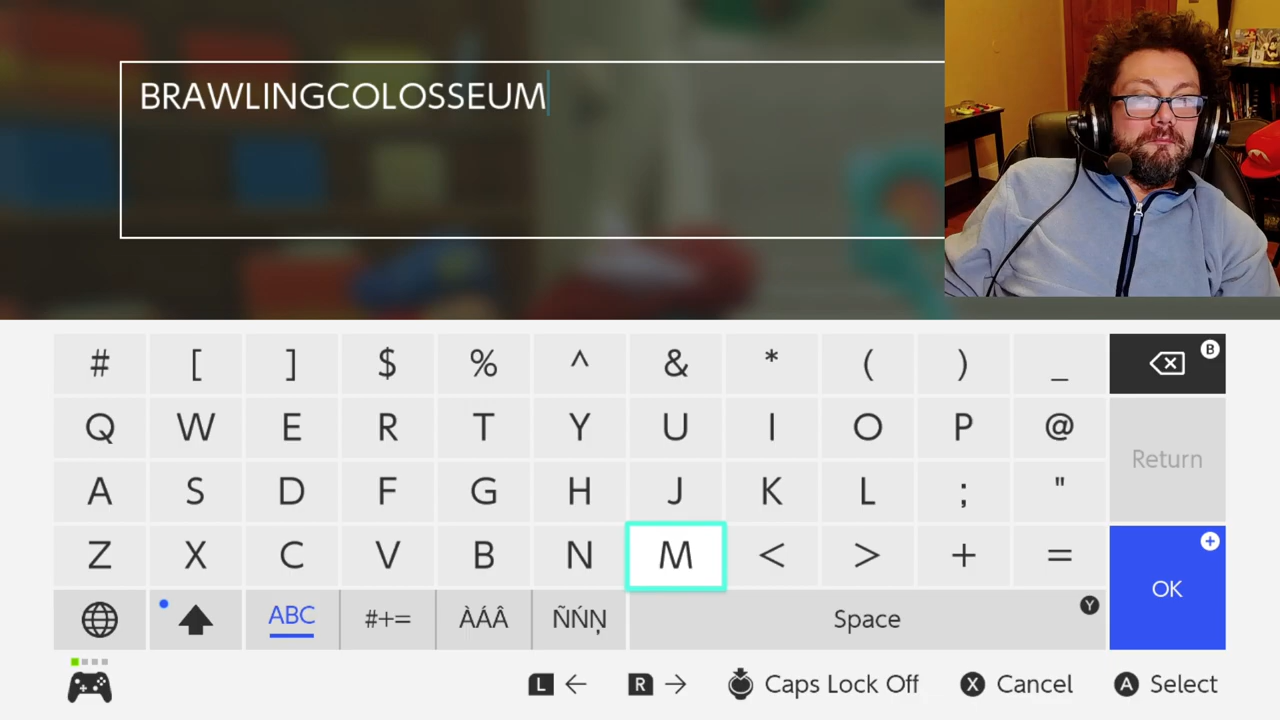 BRAWLINGCOLOSSEUM
# [ ] $ % ^ & * ( ) _ B
Q W E R T Y U I O P @ Return
A S D F G H J K L ; "
Z X C V B N M < > + = + OK
ABC #+= ÀÁÂ ÑŃŅ Space Y
L ← R → Caps Lock Off X Cancel A Select